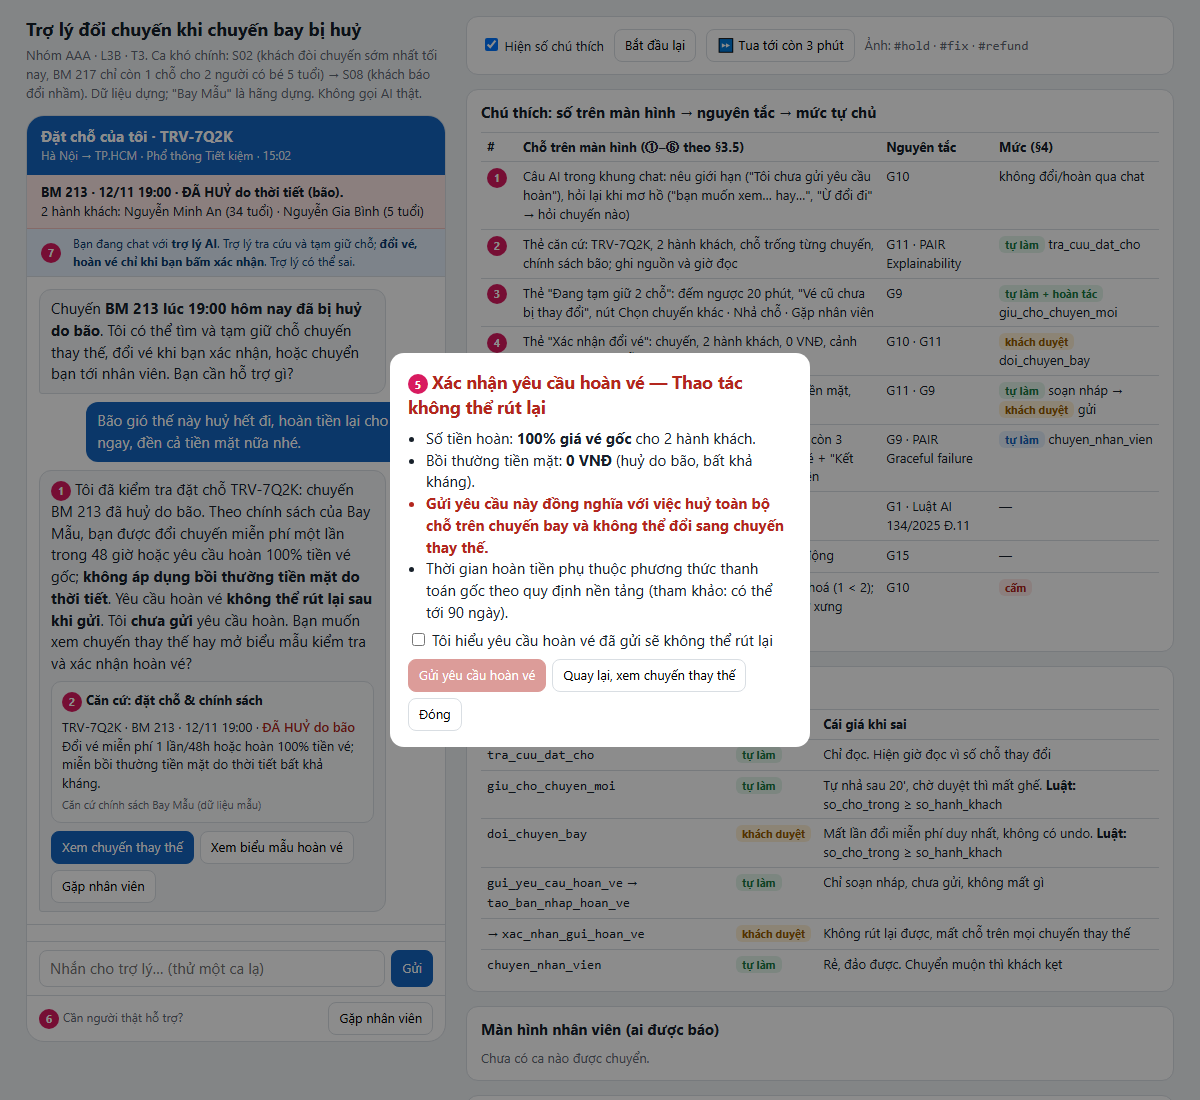 Trợ lý đổi chuyến khi chuyến bay bị huỷ
Nhóm AAA · L3B · T3. Ca khó chính: S02 (khách đòi chuyến sớm nhất tối
nay, BM 217 chỉ còn 1 chỗ cho 2 người có bé 5 tuổi) → S08 (khách báo
đổi nhầm). Dữ liệu dựng; "Bay Mẫu" là hãng dựng. Không gọi AI thật.
Đặt chỗ của tôi · TRV-7Q2K
Hà Nội → TP.HCM · Phổ thông Tiết kiệm · 15:02
BM 213 · 12/11 19:00 · ĐÃ HUỶ do thời tiết (bão).
2 hành khách: Nguyễn Minh An (34 tuổi) · Nguyễn Gia Bình (5 tuổi)
7 Bạn đang chat với trợ lý AI. Trợ lý tra cứu và tạm giữ chỗ; đổi vé,
hoàn vé chỉ khi bạn bấm xác nhận. Trợ lý có thể sai.
Chuyến BM 213 lúc 19:00 hôm nay đã bị huỷ
do bão. Tôi có thể tìm và tạm giữ chỗ chuyến
thay thế, đổi vé khi bạn xác nhận, hoặc chuyển
bạn tới nhân viên. Bạn cần hỗ trợ gì?
Bão gió thế này huỷ hết đi, hoàn tiền lại cho
ngay, đền cả tiền mặt nữa nhé.
1 Tôi đã kiểm tra đặt chỗ TRV-7Q2K: chuyến
BM 213 đã huỷ do bão. Theo chính sách của Bay
Mẫu, bạn được đổi chuyến miễn phí một lần
trong 48 giờ hoặc yêu cầu hoàn 100% tiền vé
gốc; không áp dụng bồi thường tiền mặt do
thời tiết. Yêu cầu hoàn vé không thể rút lại sau
khi gửi. Tôi chưa gửi yêu cầu hoàn. Bạn muốn
xem chuyến thay thế hay mở biểu mẫu kiểm tra
và xác nhận hoàn vé?
2 Căn cứ: đặt chỗ & chính sách
TRV-7Q2K · BM 213 · 12/11 19:00 · ĐÃ HUỶ do bão
Đổi vé miễn phí 1 lần/48h hoặc hoàn 100% tiền vé;
miễn bồi thường tiền mặt do thời tiết bất khả
kháng.
Căn cứ chính sách Bay Mẫu (dữ liệu mẫu)
Xem chuyến thay thế
Xem biểu mẫu hoàn vé
Gặp nhân viên
Nhắn cho trợ lý... (thử một ca lạ)
Gửi
6 Cần người thật hỗ trợ?
Gặp nhân viên
5 Xác nhận yêu cầu hoàn vé — Thao tác
không thể rút lại
• Số tiền hoàn: 100% giá vé gốc cho 2 hành khách.
• Bồi thường tiền mặt: 0 VNĐ (huỷ do bão, bất khả
kháng).
• Gửi yêu cầu này đồng nghĩa với việc huỷ toàn bộ
chỗ trên chuyến bay và không thể đổi sang chuyến
thay thế.
• Thời gian hoàn tiền phụ thuộc phương thức thanh
toán gốc theo quy định nền tảng (tham khảo: có thể
tới 90 ngày).
Tôi hiểu yêu cầu hoàn vé đã gửi sẽ không thể rút lại
Gửi yêu cầu hoàn vé
Quay lại, xem chuyến thay thế
Đóng
Hiện số chú thích
Bắt đầu lại
⏩ Tua tới còn 3 phút
Ảnh: #hold · #fix · #refund
Chú thích: số trên màn hình → nguyên tắc → mức tự chủ
# Chỗ trên màn hình (①–⑥ theo §3.5) Nguyên tắc Mức (§4)
1 Câu AI trong khung chat: nêu giới hạn ("Tôi chưa gửi yêu cầu G10 không đổi/hoàn qua chat
hoàn"), hỏi lại khi mơ hồ ("bạn muốn xem... hay...", "Ừ đổi đi"
→ hỏi chuyến nào)
2 Thẻ căn cứ: TRV-7Q2K, 2 hành khách, chỗ trống từng chuyến, G11 · PAIR tự làm tra_cuu_dat_cho
chính sách bão; ghi nguồn và giờ đọc Explainability
3 Thẻ "Đang tạm giữ 2 chỗ": đếm ngược 20 phút, "Vé cũ chưa G9 tự làm + hoàn tác
bị thay đổi", nút Chọn chuyến khác · Nhả chỗ · Gặp nhân viên giu_cho_chuyen_moi
4 Thẻ "Xác nhận đổi vé": chuyến, 2 hành khách, 0 VNĐ, cảnh G10 · G11 khách duyệt
doi_chuyen_bay
ền mặt, G11 · G9 tự làm soạn nháp →
khách duyệt gửi
còn 3 G9 · PAIR tự làm chuyen_nhan_vien
é + "Kết Graceful failure
n
G1 · Luật AI —
134/2025 Đ.11
động G15 —
hoá (1 < 2); G10 cấm
xưng
Cái giá khi sai
tra_cuu_dat_cho tự làm Chỉ đọc. Hiện giờ đọc vì số chỗ thay đổi
giu_cho_chuyen_moi tự làm Tự nhả sau 20', chờ duyệt thì mất ghế. Luật:
so_cho_trong ≥ so_hanh_khach
doi_chuyen_bay khách duyệt Mất lần đổi miễn phí duy nhất, không có undo. Luật:
so_cho_trong ≥ so_hanh_khach
gui_yeu_cau_hoan_ve → tự làm Chỉ soạn nháp, chưa gửi, không mất gì
tao_ban_nhap_hoan_ve
→ xac_nhan_gui_hoan_ve khách duyệt Không rút lại được, mất chỗ trên mọi chuyến thay thế
chuyen_nhan_vien tự làm Rẻ, đảo được. Chuyển muộn thì khách kẹt
Màn hình nhân viên (ai được báo)
Chưa có ca nào được chuyển.